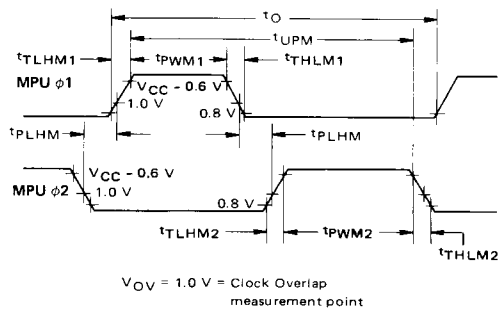 tO
tUPM
tTLHM1
tPWM1
tTHLM1
MPU φ1
VCC - 0.6 V
1.0 V
0.8 V
tPLHM
tPLHM
MPU φ2
VCC - 0.6 V
1.0 V
0.8 V
tTLHM2
tPWM2
tTHLM2
VOV = 1.0 V = Clock Overlap
measurement point